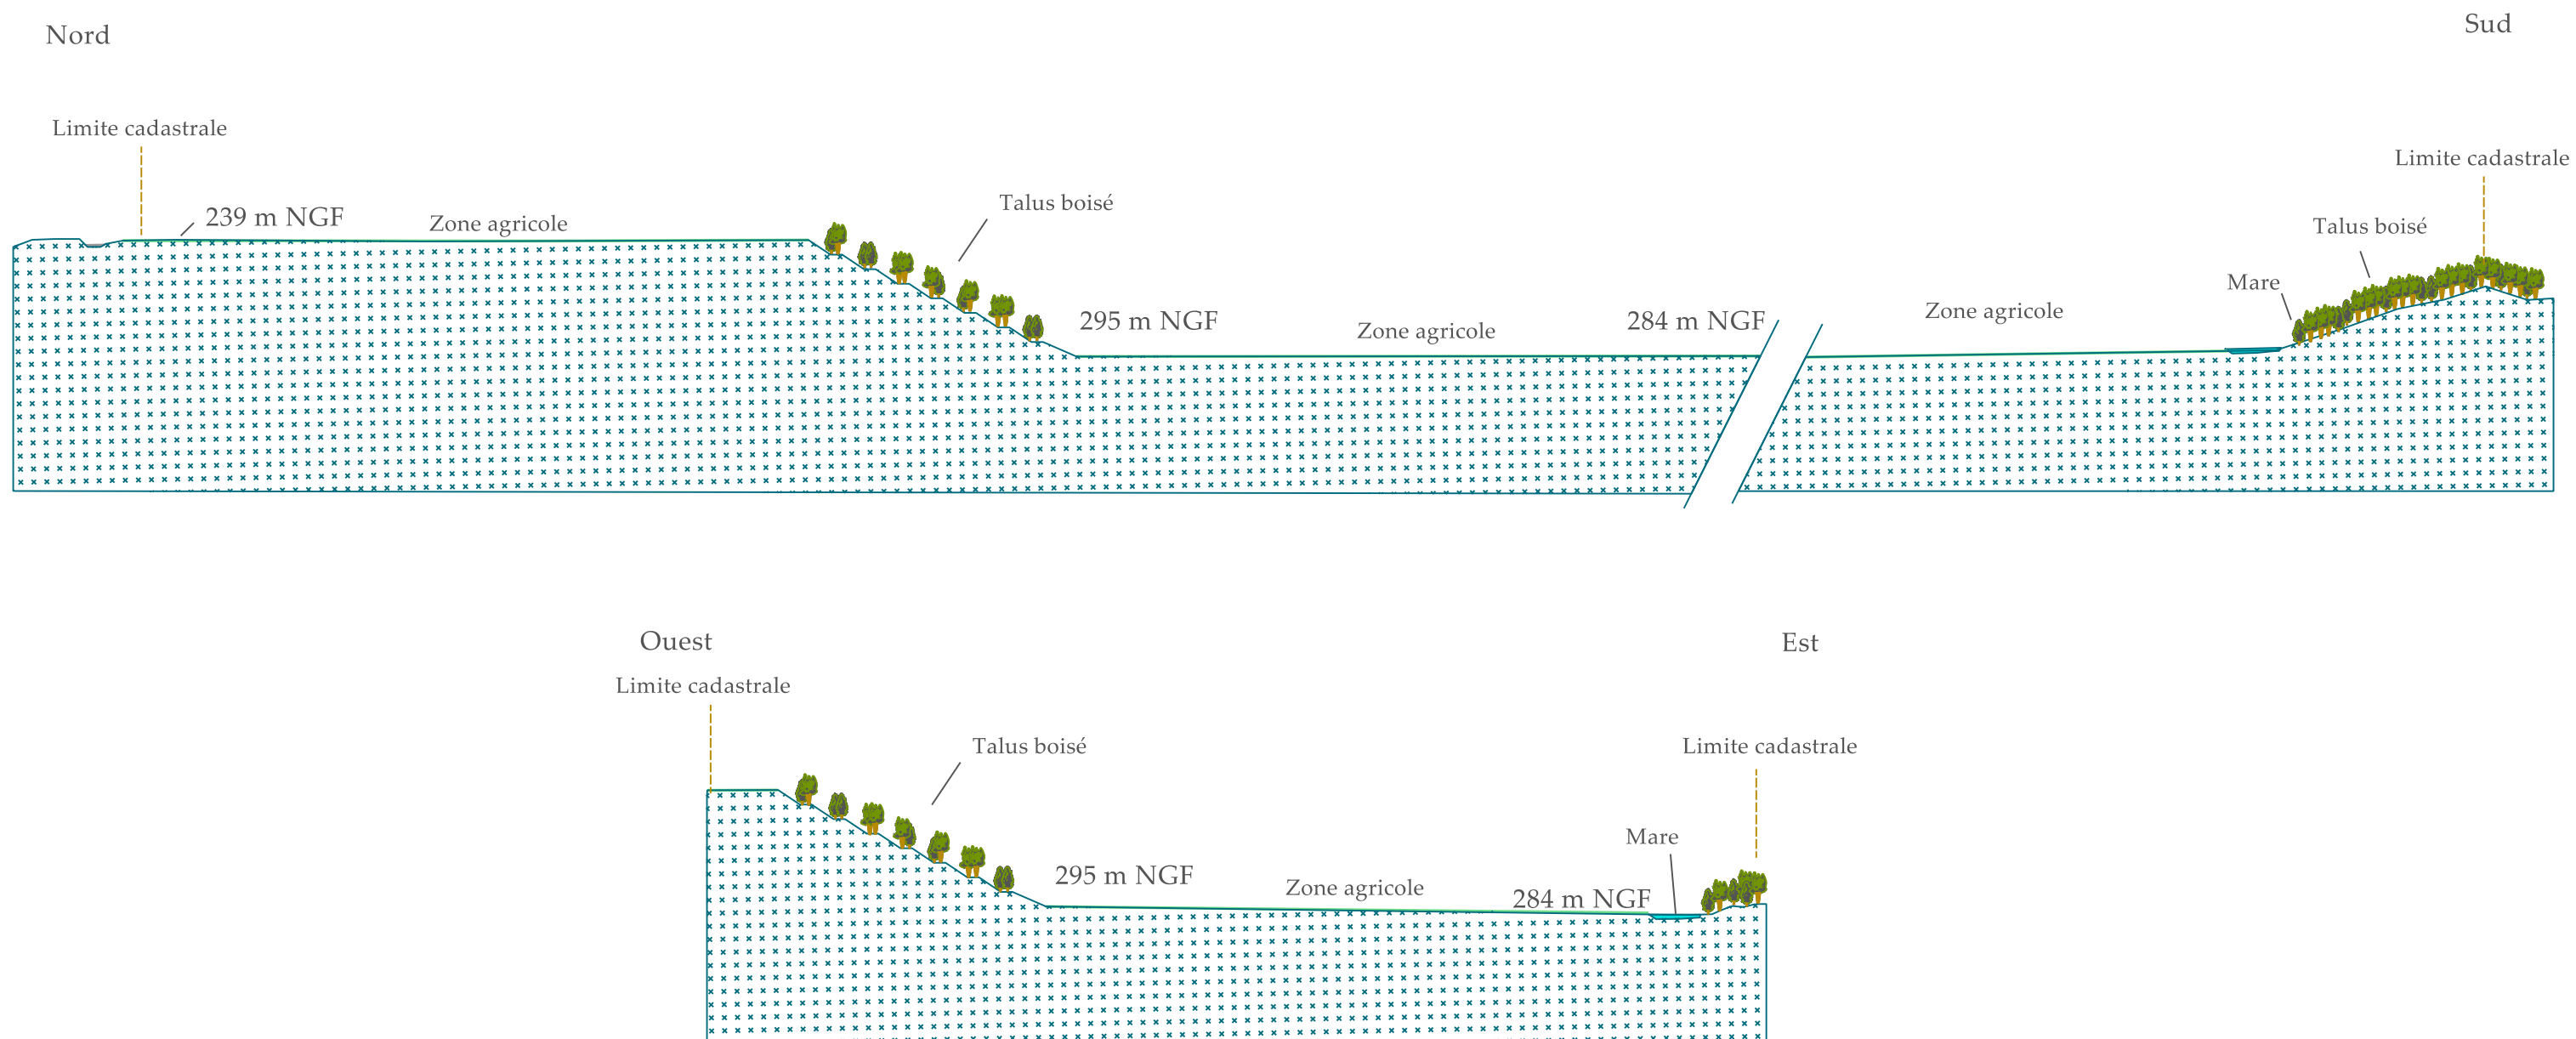 Nord
Sud
Limite cadastrale
Limite cadastrale
239 m NGF
Zone agricole
Talus boisé
Talus boisé
Mare
295 m NGF
Zone agricole
284 m NGF
Zone agricole
Ouest
Est
Limite cadastrale
Talus boisé
Limite cadastrale
Mare
295 m NGF
Zone agricole
284 m NGF